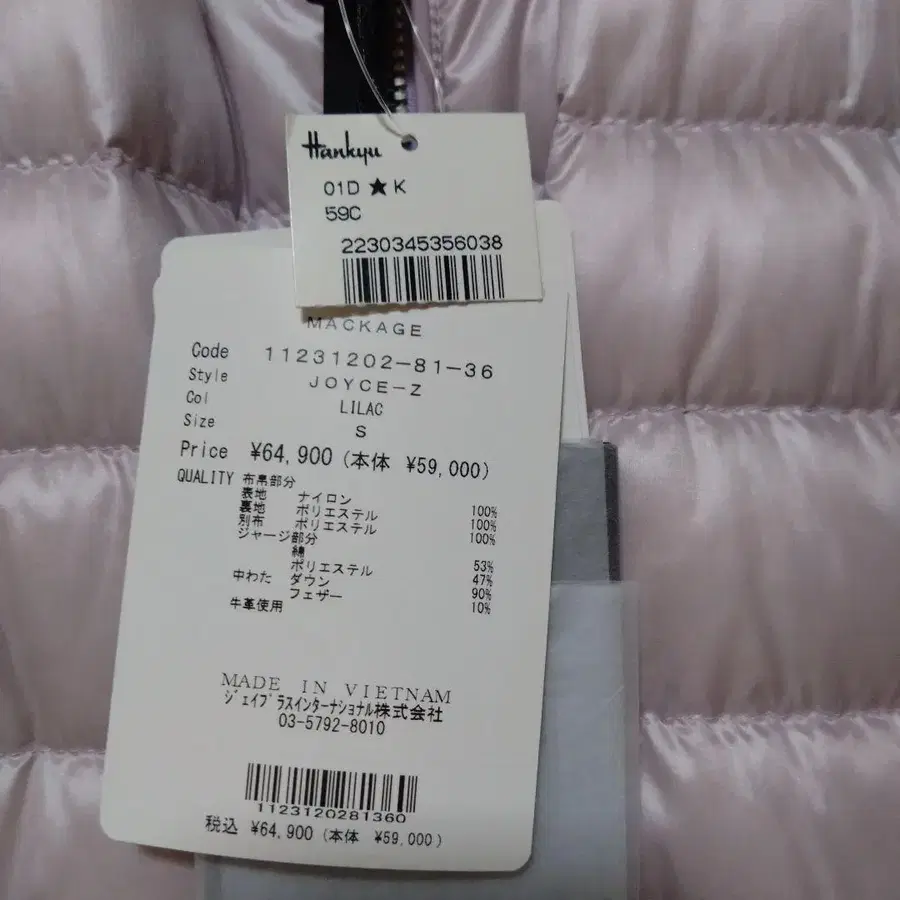 Hankyu
01D ★ K
59C
2230345356038
MACKAGE
Code 11231202-81-36
Style JOYCE-Z
Col LILAC
Size S
Price ¥64,900 (本体 ¥59,000)
QUALITY 布帛部分
表地 ナイロン 100%
裏地 ポリエステル 100%
別布 ポリエステル 100%
ジャージ部分
綿 53%
ポリエステル 47%
中わた ダウン 90%
フェザー 10%
牛革使用
MADE IN VIETNAM
ジェイプラスインターナショナル株式会社
03-5792-8010
1123120281360
税込 ¥64,900 (本体 ¥59,000)